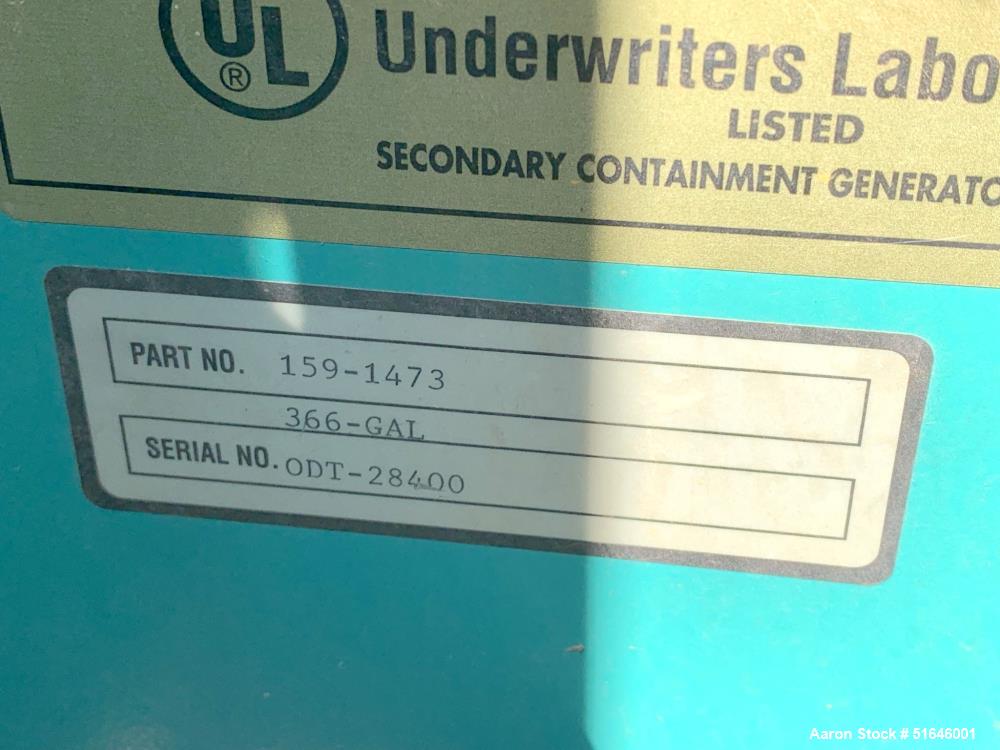 UL
®
Underwriters Labo
LISTED
SECONDARY CONTAINMENT GENERATO
PART NO. 159-1473
366-GAL
SERIAL NO. ODT-28400
Aaron Stock # 51646001